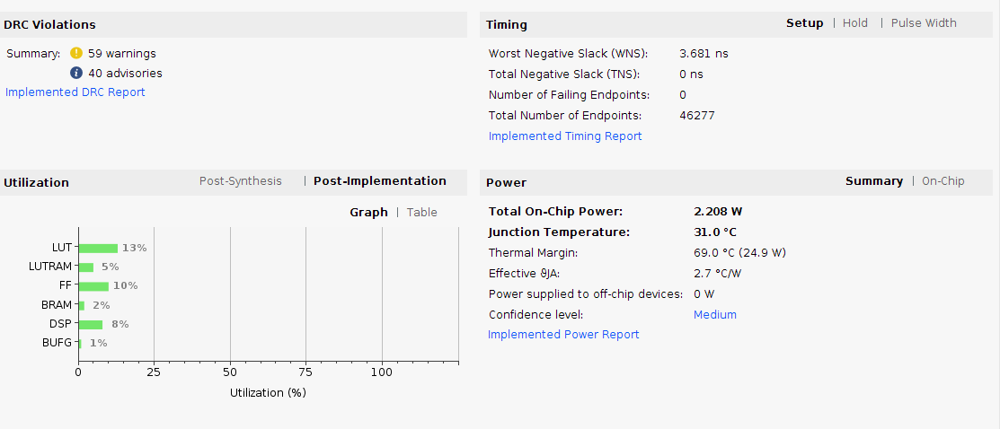 DRC Violations
Summary: 59 warnings
40 advisories
Implemented DRC Report
Timing Setup | Hold | Pulse Width
Worst Negative Slack (WNS): 3.681 ns
Total Negative Slack (TNS): 0 ns
Number of Failing Endpoints: 0
Total Number of Endpoints: 46277
Implemented Timing Report
Utilization Post-Synthesis | Post-Implementation
Graph | Table
LUT 13%
LUTRAM 5%
FF 10%
BRAM 2%
DSP 8%
BUFG 1%
0 25 50 75 100
Utilization (%)
Power Summary | On-Chip
Total On-Chip Power: 2.208 W
Junction Temperature: 31.0 °C
Thermal Margin: 69.0 °C (24.9 W)
Effective ϑJA: 2.7 °C/W
Power supplied to off-chip devices: 0 W
Confidence level: Medium
Implemented Power Report